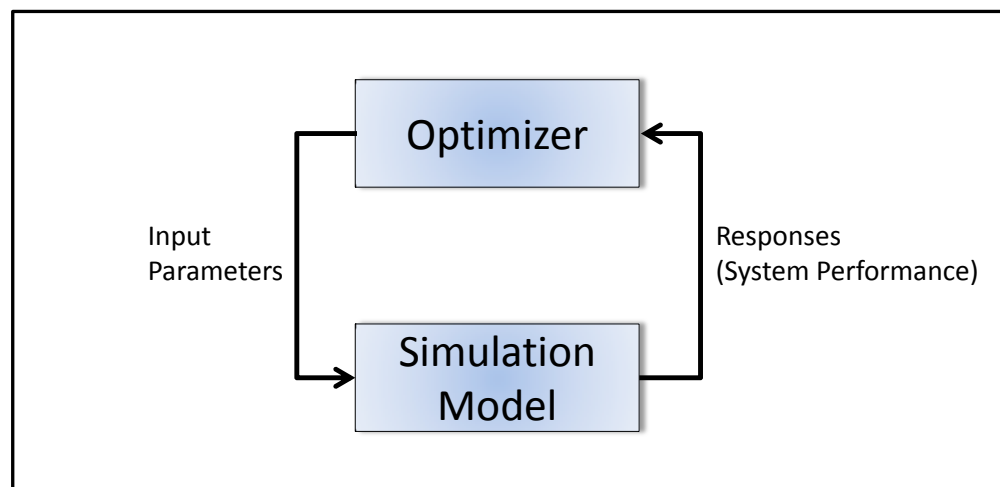 Optimizer
Input
Parameters
Responses
(System Performance)
Simulation
Model